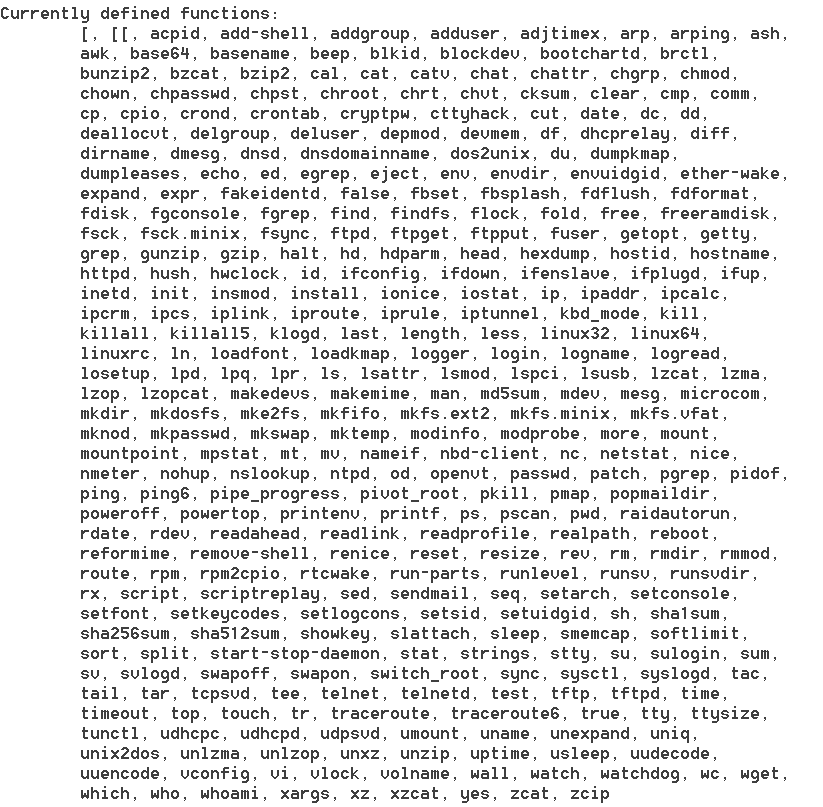 Currently defined functions:
[, [[, acpid, add-shell, addgroup, adduser, adjtimex, arp, arping, ash,
awk, base64, basename, beep, blkid, blockdev, bootchartd, brctl,
bunzip2, bzcat, bzip2, cal, cat, catv, chat, chattr, chgrp, chmod,
chown, chpasswd, chpst, chroot, chrt, chvt, cksum, clear, cmp, comm,
cp, cpio, crond, crontab, cryptpw, cttyhack, cut, date, dc, dd,
deallocvt, delgroup, deluser, depmod, devmem, df, dhcprelay, diff,
dirname, dmesg, dnsd, dnsdomainname, dos2unix, du, dumpkmap,
dumpleases, echo, ed, egrep, eject, env, envdir, envuidgid, ether-wake,
expand, expr, fakeidentd, false, fbset, fbsplash, fdflush, fdformat,
fdisk, fgconsole, fgrep, find, findfs, flock, fold, free, freeramdisk,
fsck, fsck.minix, fsync, ftpd, ftpget, ftpput, fuser, getopt, getty,
grep, gunzip, gzip, halt, hd, hdparm, head, hexdump, hostid, hostname,
httpd, hush, hwclock, id, ifconfig, ifdown, ifenslave, ifplugd, ifup,
inetd, init, insmod, install, ionice, iostat, ip, ipaddr, ipcalc,
ipcrm, ipcs, iplink, iproute, iprule, iptunnel, kbd_mode, kill,
killall, killall5, klogd, last, length, less, linux32, linux64,
linuxrc, ln, loadfont, loadkmap, logger, login, logname, logread,
losetup, lpd, lpq, lpr, ls, lsattr, lsmod, lspci, lsusb, lzcat, lzma,
lzop, lzopcat, makedevs, makemime, man, md5sum, mdev, mesg, microcom,
mkdir, mkdosfs, mke2fs, mkfifo, mkfs.ext2, mkfs.minix, mkfs.vfat,
mknod, mkpasswd, mkswap, mktemp, modinfo, modprobe, more, mount,
mountpoint, mpstat, mt, mv, nameif, nbd-client, nc, netstat, nice,
nmeter, nohup, nslookup, ntpd, od, openvt, passwd, patch, pgrep, pidof,
ping, ping6, pipe_progress, pivot_root, pkill, pmap, popmaildir,
poweroff, powertop, printenv, printf, ps, pscan, pwd, raidautorun,
rdate, rdev, readahead, readlink, readprofile, realpath, reboot,
reformime, remove-shell, renice, reset, resize, rev, rm, rmdir, rmmod,
route, rpm, rpm2cpio, rtcwake, run-parts, runlevel, runsv, runsvdir,
rx, script, scriptreplay, sed, sendmail, seq, setarch, setconsole,
setfont, setkeycodes, setlogcons, setsid, setuidgid, sh, sha1sum,
sha256sum, sha512sum, showkey, slattach, sleep, smemcap, softlimit,
sort, split, start-stop-daemon, stat, strings, stty, su, sulogin, sum,
sv, svlogd, swapoff, swapon, switch_root, sync, sysctl, syslogd, tac,
tail, tar, tcpsvd, tee, telnet, telnetd, test, tftp, tftpd, time,
timeout, top, touch, tr, traceroute, traceroute6, true, tty, ttysize,
tunctl, udhcpc, udhcpd, udpsvd, umount, uname, unexpand, uniq,
unix2dos, unlzma, unlzop, unxz, unzip, uptime, usleep, uudecode,
uuencode, vconfig, vi, vlock, volname, wall, watch, watchdog, wc, wget,
which, who, whoami, xargs, xz, xzcat, yes, zcat, zcip